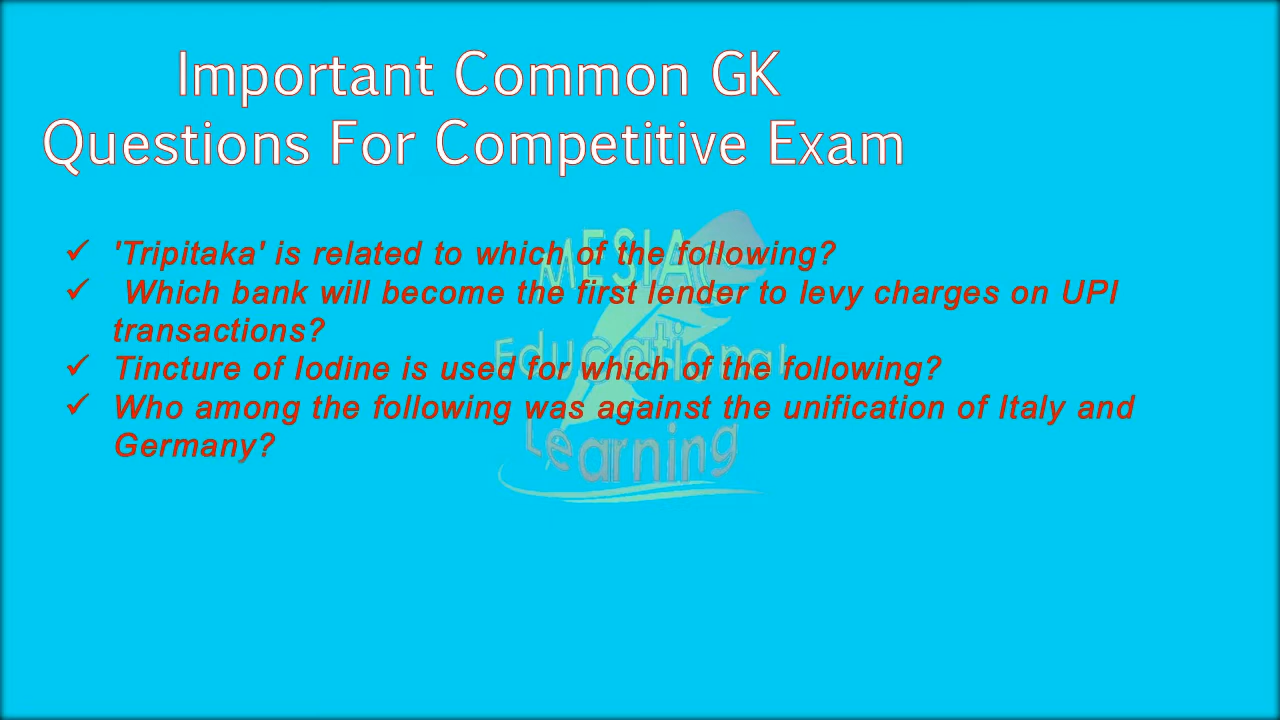 Important Common GK
Questions For Competitive Exam
✓ 'Tripitaka' is related to which of the following?
✓ Which bank will become the first lender to levy charges on UPI
transactions?
✓ Tincture of Iodine is used for which of the following?
✓ Who among the following was against the unification of Italy and
Germany?
Educational
Learning